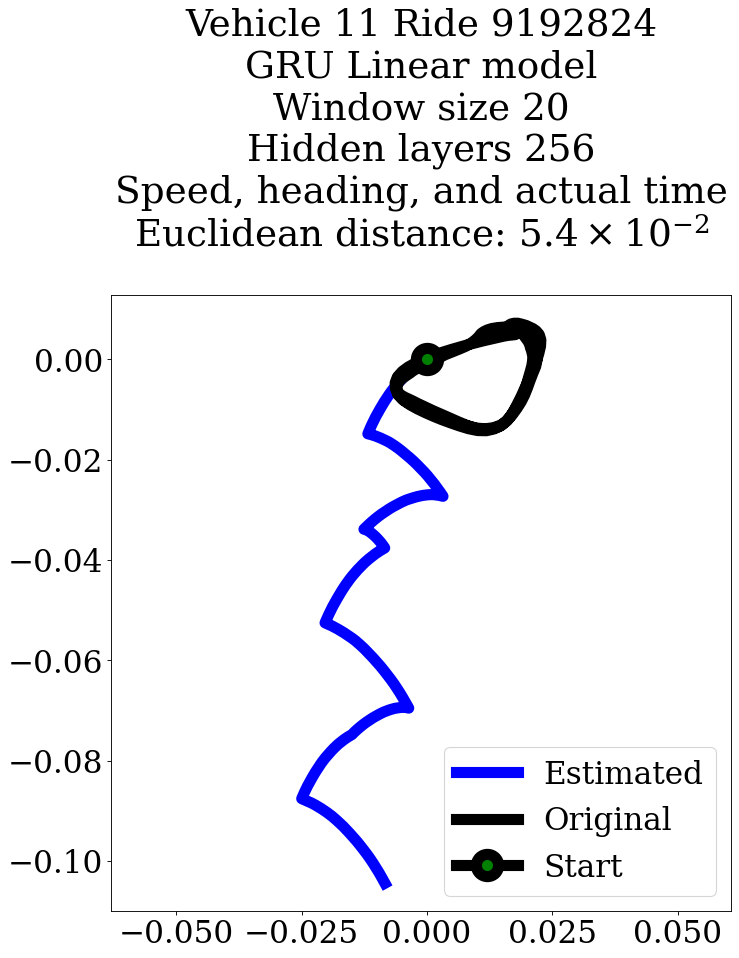 Vehicle 11 Ride 9192824
GRU Linear model
Window size 20
Hidden layers 256
Speed, heading, and actual time
Euclidean distance: 5.4 × 10⁻²
0.00
−0.02
−0.04
−0.06
−0.08
−0.10
Estimated
Original
Start
−0.050 −0.025 0.000 0.025 0.050